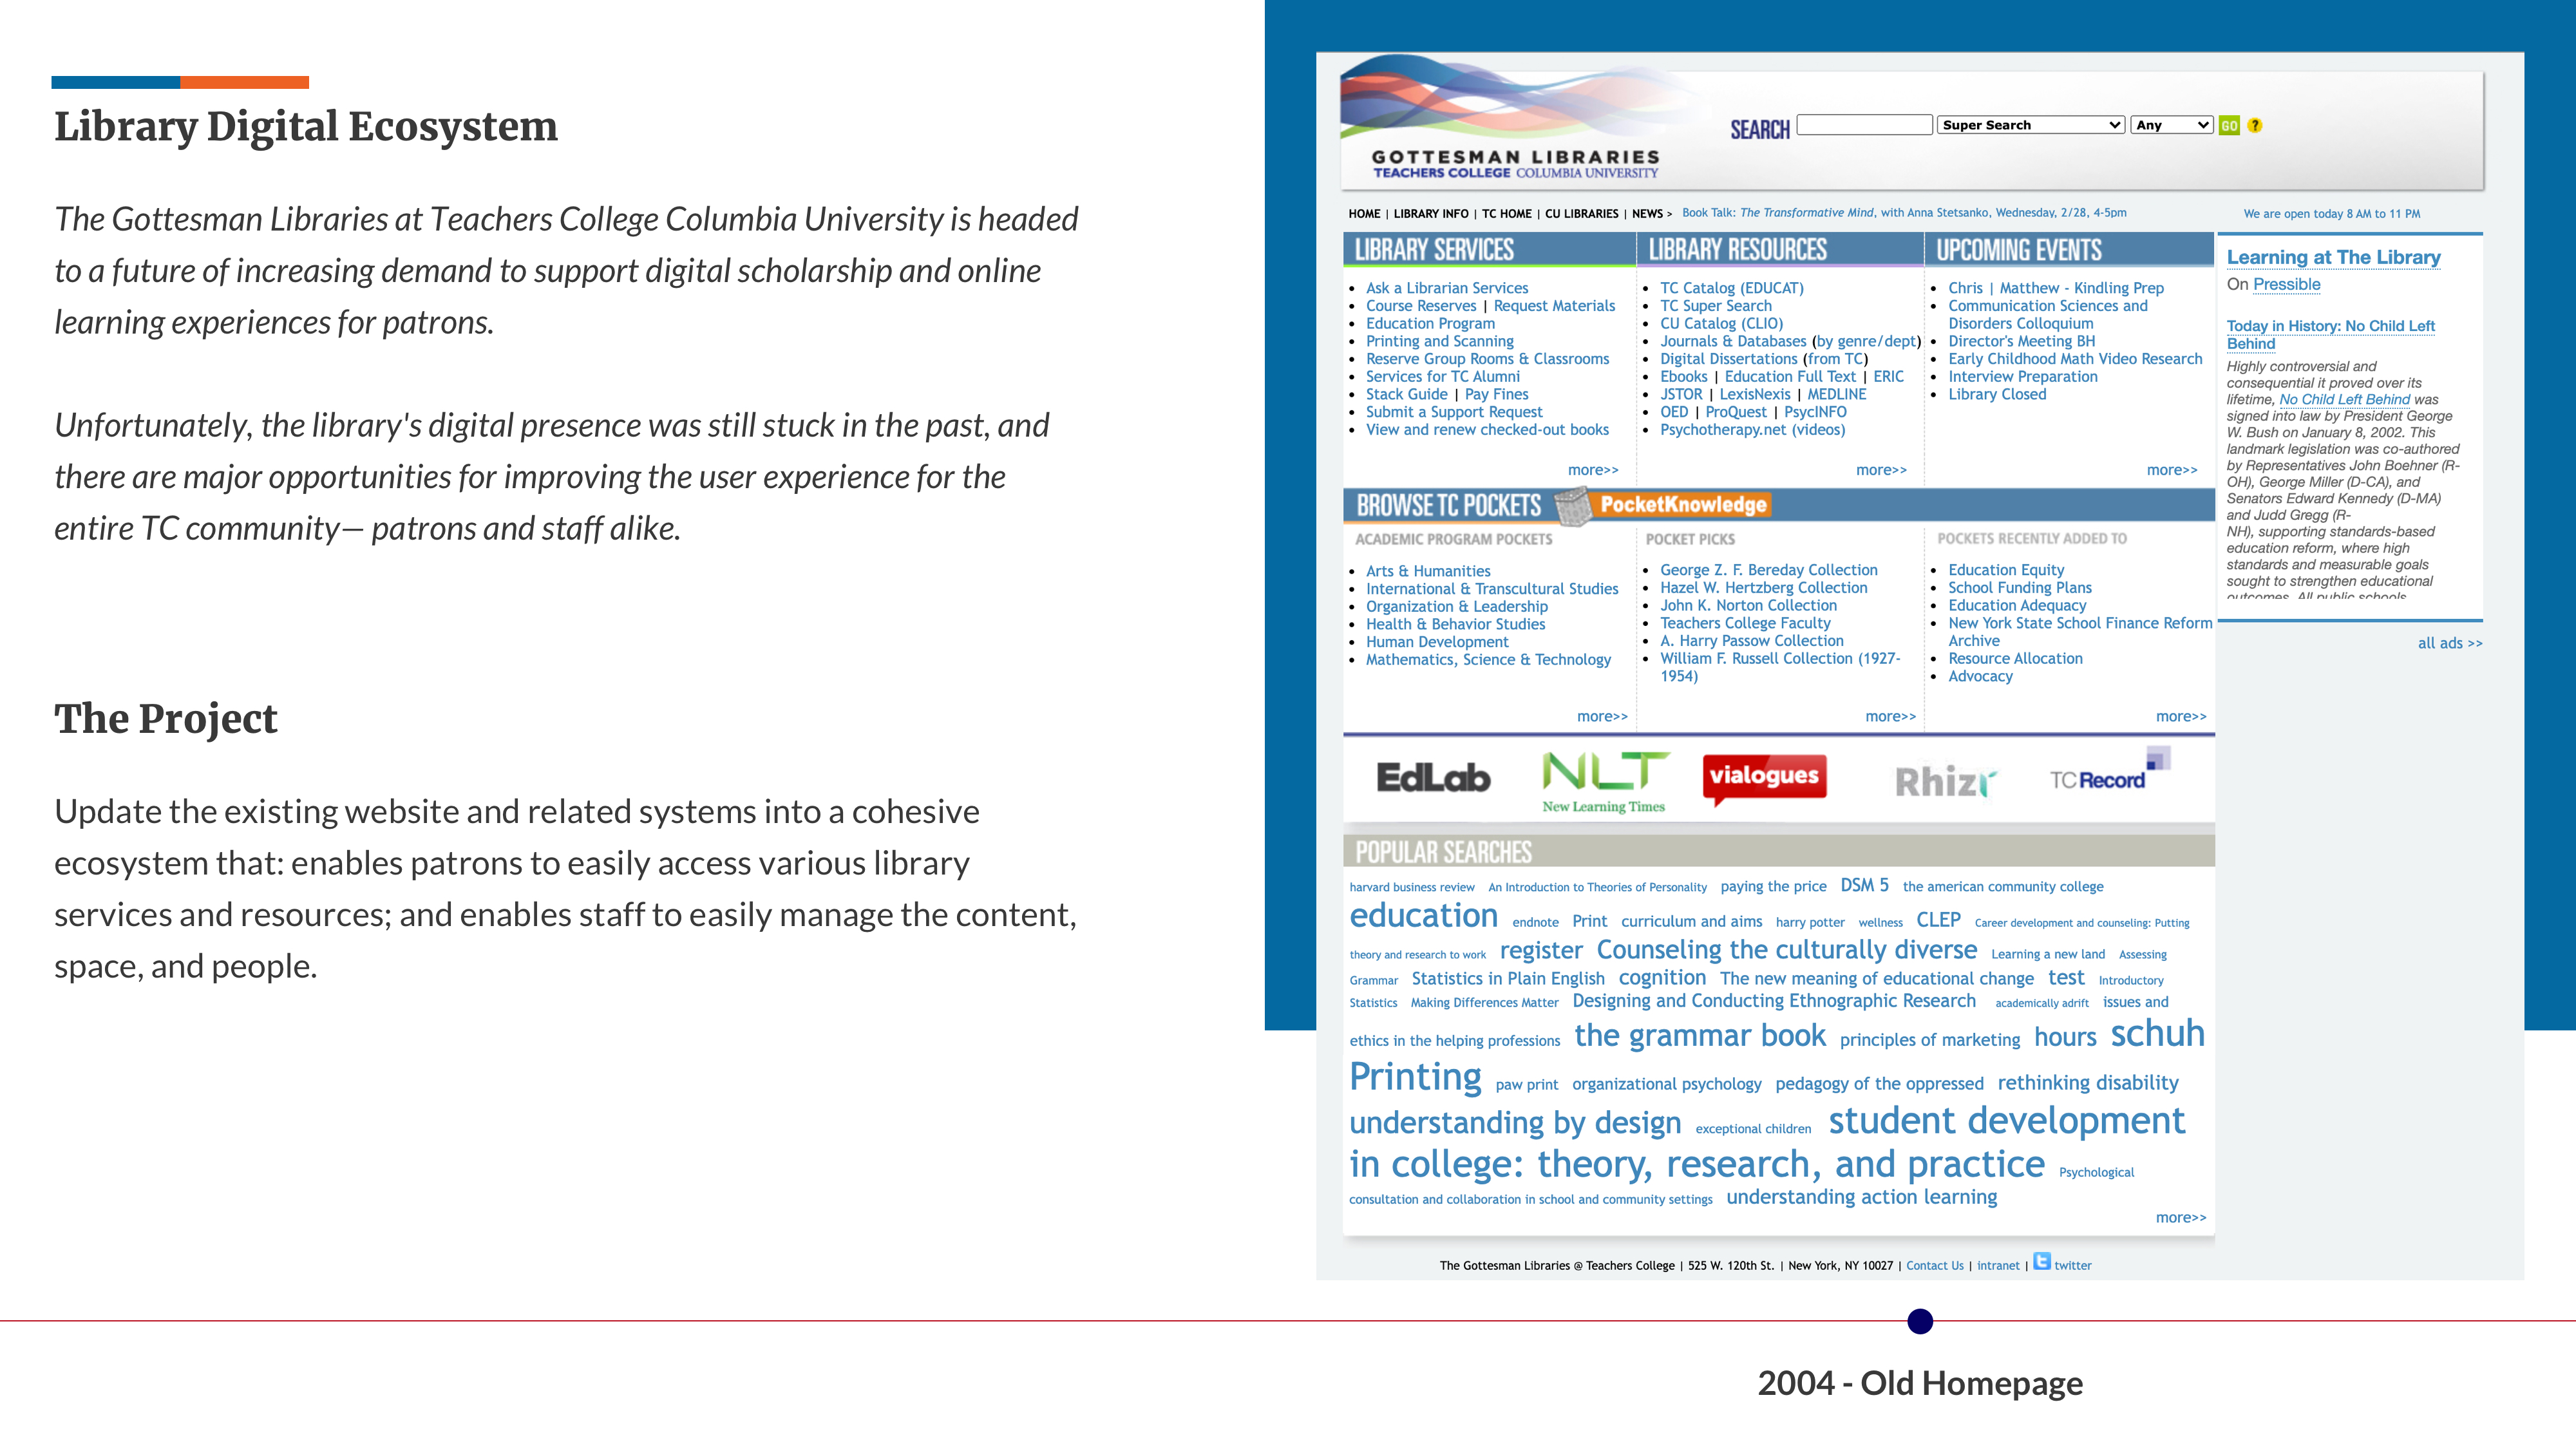 Library Digital Ecosystem
The Gottesman Libraries at Teachers College Columbia University is headed
to a future of increasing demand to support digital scholarship and online
learning experiences for patrons.
Unfortunately, the library's digital presence was still stuck in the past, and
there are major opportunities for improving the user experience for the
entire TC community— patrons and staff alike.
The Project
Update the existing website and related systems into a cohesive
ecosystem that: enables patrons to easily access various library
services and resources; and enables staff to easily manage the content,
space, and people.
GOTTESMAN LIBRARIES
TEACHERS COLLEGE COLUMBIA UNIVERSITY
SEARCH Super Search Any GO ?
HOME | LIBRARY INFO | TC HOME | CU LIBRARIES | NEWS > Book Talk: The Transformative Mind, with Anna Stetsanko, Wednesday, 2/28, 4-5pm
We are open today 8 AM to 11 PM
LIBRARY SERVICES
• Ask a Librarian Services
• Course Reserves | Request Materials
• Education Program
• Printing and Scanning
• Reserve Group Rooms & Classrooms
• Services for TC Alumni
• Stack Guide | Pay Fines
• Submit a Support Request
• View and renew checked-out books
more>>
LIBRARY RESOURCES
• TC Catalog (EDUCAT)
• TC Super Search
• CU Catalog (CLIO)
• Journals & Databases (by genre/dept)
• Digital Dissertations (from TC)
• Ebooks | Education Full Text | ERIC
• JSTOR | LexisNexis | MEDLINE
• OED | ProQuest | PsycINFO
• Psychotherapy.net (videos)
more>>
UPCOMING EVENTS
• Chris | Matthew - Kindling Prep
• Communication Sciences and
Disorders Colloquium
• Director's Meeting BH
• Early Childhood Math Video Research
• Interview Preparation
• Library Closed
more>>
Learning at The Library
On Pressible
Today in History: No Child Left
Behind
Highly controversial and
consequential it proved over its
lifetime, No Child Left Behind was
signed into law by President George
W. Bush on January 8, 2002. This
landmark legislation was co-authored
by Representatives John Boehner (R-
OH), George Miller (D-CA), and
Senators Edward Kennedy (D-MA)
and Judd Gregg (R-
NH), supporting standards-based
education reform, where high
standards and measurable goals
sought to strengthen educational
outcomes. All public schools
all ads >>
BROWSE TC POCKETS PocketKnowledge
ACADEMIC PROGRAM POCKETS
• Arts & Humanities
• International & Transcultural Studies
• Organization & Leadership
• Health & Behavior Studies
• Human Development
• Mathematics, Science & Technology
more>>
POCKET PICKS
• George Z. F. Bereday Collection
• Hazel W. Hertzberg Collection
• John K. Norton Collection
• Teachers College Faculty
• A. Harry Passow Collection
• William F. Russell Collection (1927-
1954)
more>>
POCKETS RECENTLY ADDED TO
• Education Equity
• School Funding Plans
• Education Adequacy
• New York State School Finance Reform
Archive
• Resource Allocation
• Advocacy
more>>
EdLab
NLT
New Learning Times
vialogues
Rhizr
TC Record
POPULAR SEARCHES
harvard business review An Introduction to Theories of Personality paying the price DSM 5 the american community college
education endnote Print curriculum and aims harry potter wellness CLEP Career development and counseling: Putting
theory and research to work register Counseling the culturally diverse Learning a new land Assessing
Grammar Statistics in Plain English cognition The new meaning of educational change test Introductory
Statistics Making Differences Matter Designing and Conducting Ethnographic Research academically adrift issues and
ethics in the helping professions the grammar book principles of marketing hours schuh
Printing paw print organizational psychology pedagogy of the oppressed rethinking disability
understanding by design exceptional children student development
in college: theory, research, and practice Psychological
consultation and collaboration in school and community settings understanding action learning
more>>
The Gottesman Libraries @ Teachers College | 525 W. 120th St. | New York, NY 10027 | Contact Us | intranet | t twitter
2004 - Old Homepage